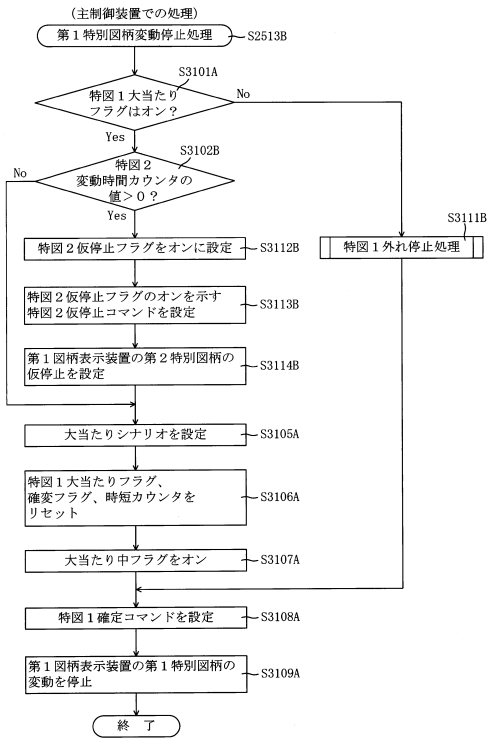 (主制御装置での処理)
第1特別図柄変動停止処理
S2513B
S3101A
特図1大当たり
フラグはオン?
No
Yes
S3102B
特図2
変動時間カウンタの
値>0?
No
Yes
S3111B
特図1外れ停止処理
特図2仮停止フラグをオンに設定
S3112B
特図2仮停止フラグのオンを示す
特図2仮停止コマンドを設定
S3113B
第1図柄表示装置の第2特別図柄の
仮停止を設定
S3114B
大当たりシナリオを設定
S3105A
特図1大当たりフラグ、
確変フラグ、時短カウンタを
リセット
S3106A
大当たり中フラグをオン
S3107A
特図1確定コマンドを設定
S3108A
第1図柄表示装置の第1特別図柄の
変動を停止
S3109A
終 了